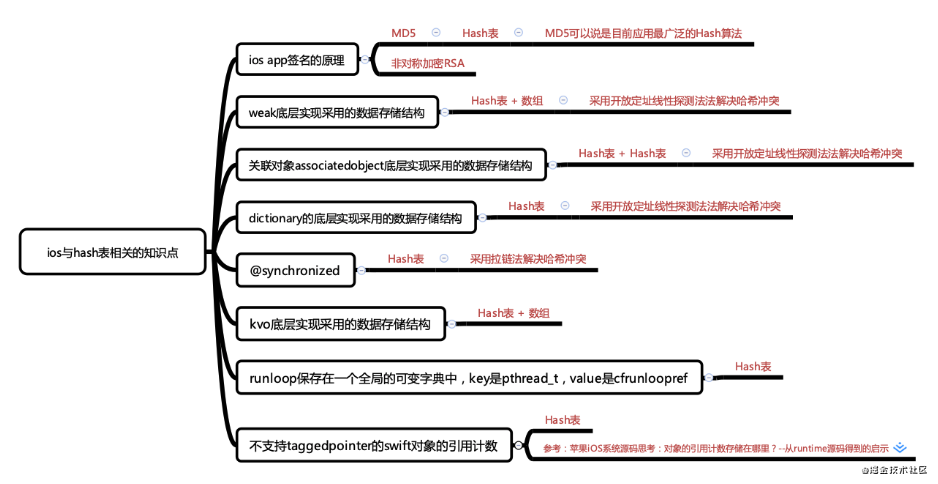 ios与hash表相关的知识点
ios app签名的原理
MD5
Hash表
MD5可以说是目前应用最广泛的Hash算法
非对称加密RSA
weak底层实现采用的数据存储结构
Hash表 + 数组
采用开放定址线性探测法法解决哈希冲突
关联对象associatedobject底层实现采用的数据存储结构
Hash表 + Hash表
采用开放定址线性探测法法解决哈希冲突
dictionary的底层实现采用的数据存储结构
Hash表
采用开放定址线性探测法法解决哈希冲突
@synchronized
Hash表
采用拉链法解决哈希冲突
kvo底层实现采用的数据存储结构
Hash表 + 数组
runloop保存在一个全局的可变字典中，key是pthread_t，value是cfrunloopref
Hash表
不支持taggedpointer的swift对象的引用计数
Hash表
参考：苹果iOS系统源码思考：对象的引用计数存储在哪里？--从runtime源码得到的启示
@掘金技术社区